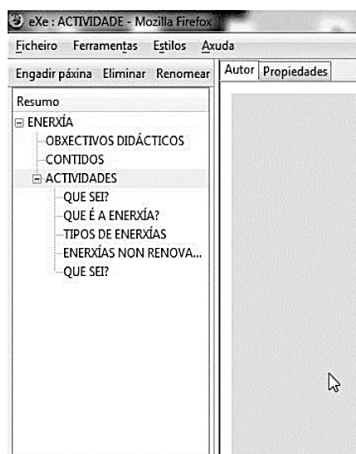 eXe : ACTIVIDADE - Mozilla Firefox
Ficheiro Ferramentas Estilos Axuda
Engadir páxina Eliminar Renomear Autor Propiedades
Resumo
ENERXÍA
OBXECTIVOS DIDÁCTICOS
CONTIDOS
ACTIVIDADES
QUE SEI?
QUE É A ENERXÍA?
TIPOS DE ENERXÍAS
ENERXÍAS NON RENOVA...
QUE SEI?